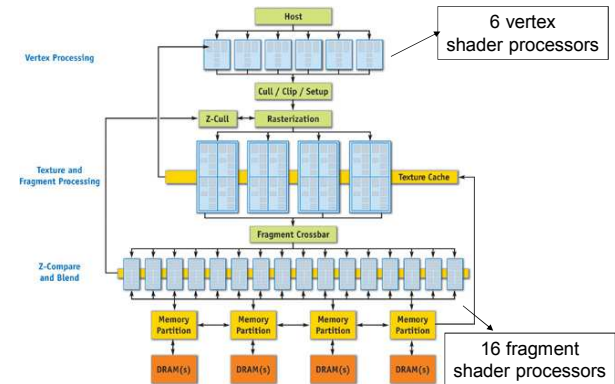 Host
6 vertex
shader processors
Vertex Processing
Cull / Clip / Setup
Z-Cull
Rasterization
Texture and
Fragment Processing
Texture Cache
Fragment Crossbar
Z-Compare
and Blend
Memory
Partition
Memory
Partition
Memory
Partition
Memory
Partition
16 fragment
shader processors
DRAM(s)
DRAM(s)
DRAM(s)
DRAM(s)